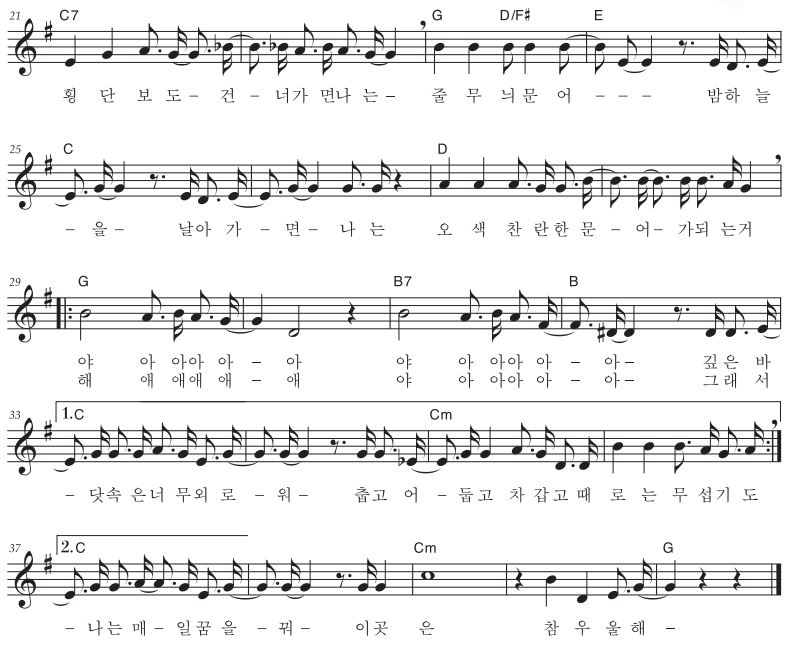 21 C7 G D/F♯ E
횡 단 보 도 – 건 – 너가 면나 는 – 줄 무 늬 문 어 – – – 밤하 늘
25 C D
– 을 – 날아 가 – 면 – 나 는 오 색 찬 란한 문 – 어 – 가되 는거
29 G B7 B
야 아 아아 아 – 아 야 아 아아 아 – 아 – 깊은 바
해 애 애애 애 – 애 야 아 아아 아 – 아 – 그래 서
33 1. C Cm
– 닷속 은너 무외 로 – 워 – 춥고 어 – 둡고 차 갑고 때 로 는 무 섭기 도
37 2. C Cm G
– 나는 매 – 일꿈 을 – 꿔 – 이곳 은 참 우 울 해 –